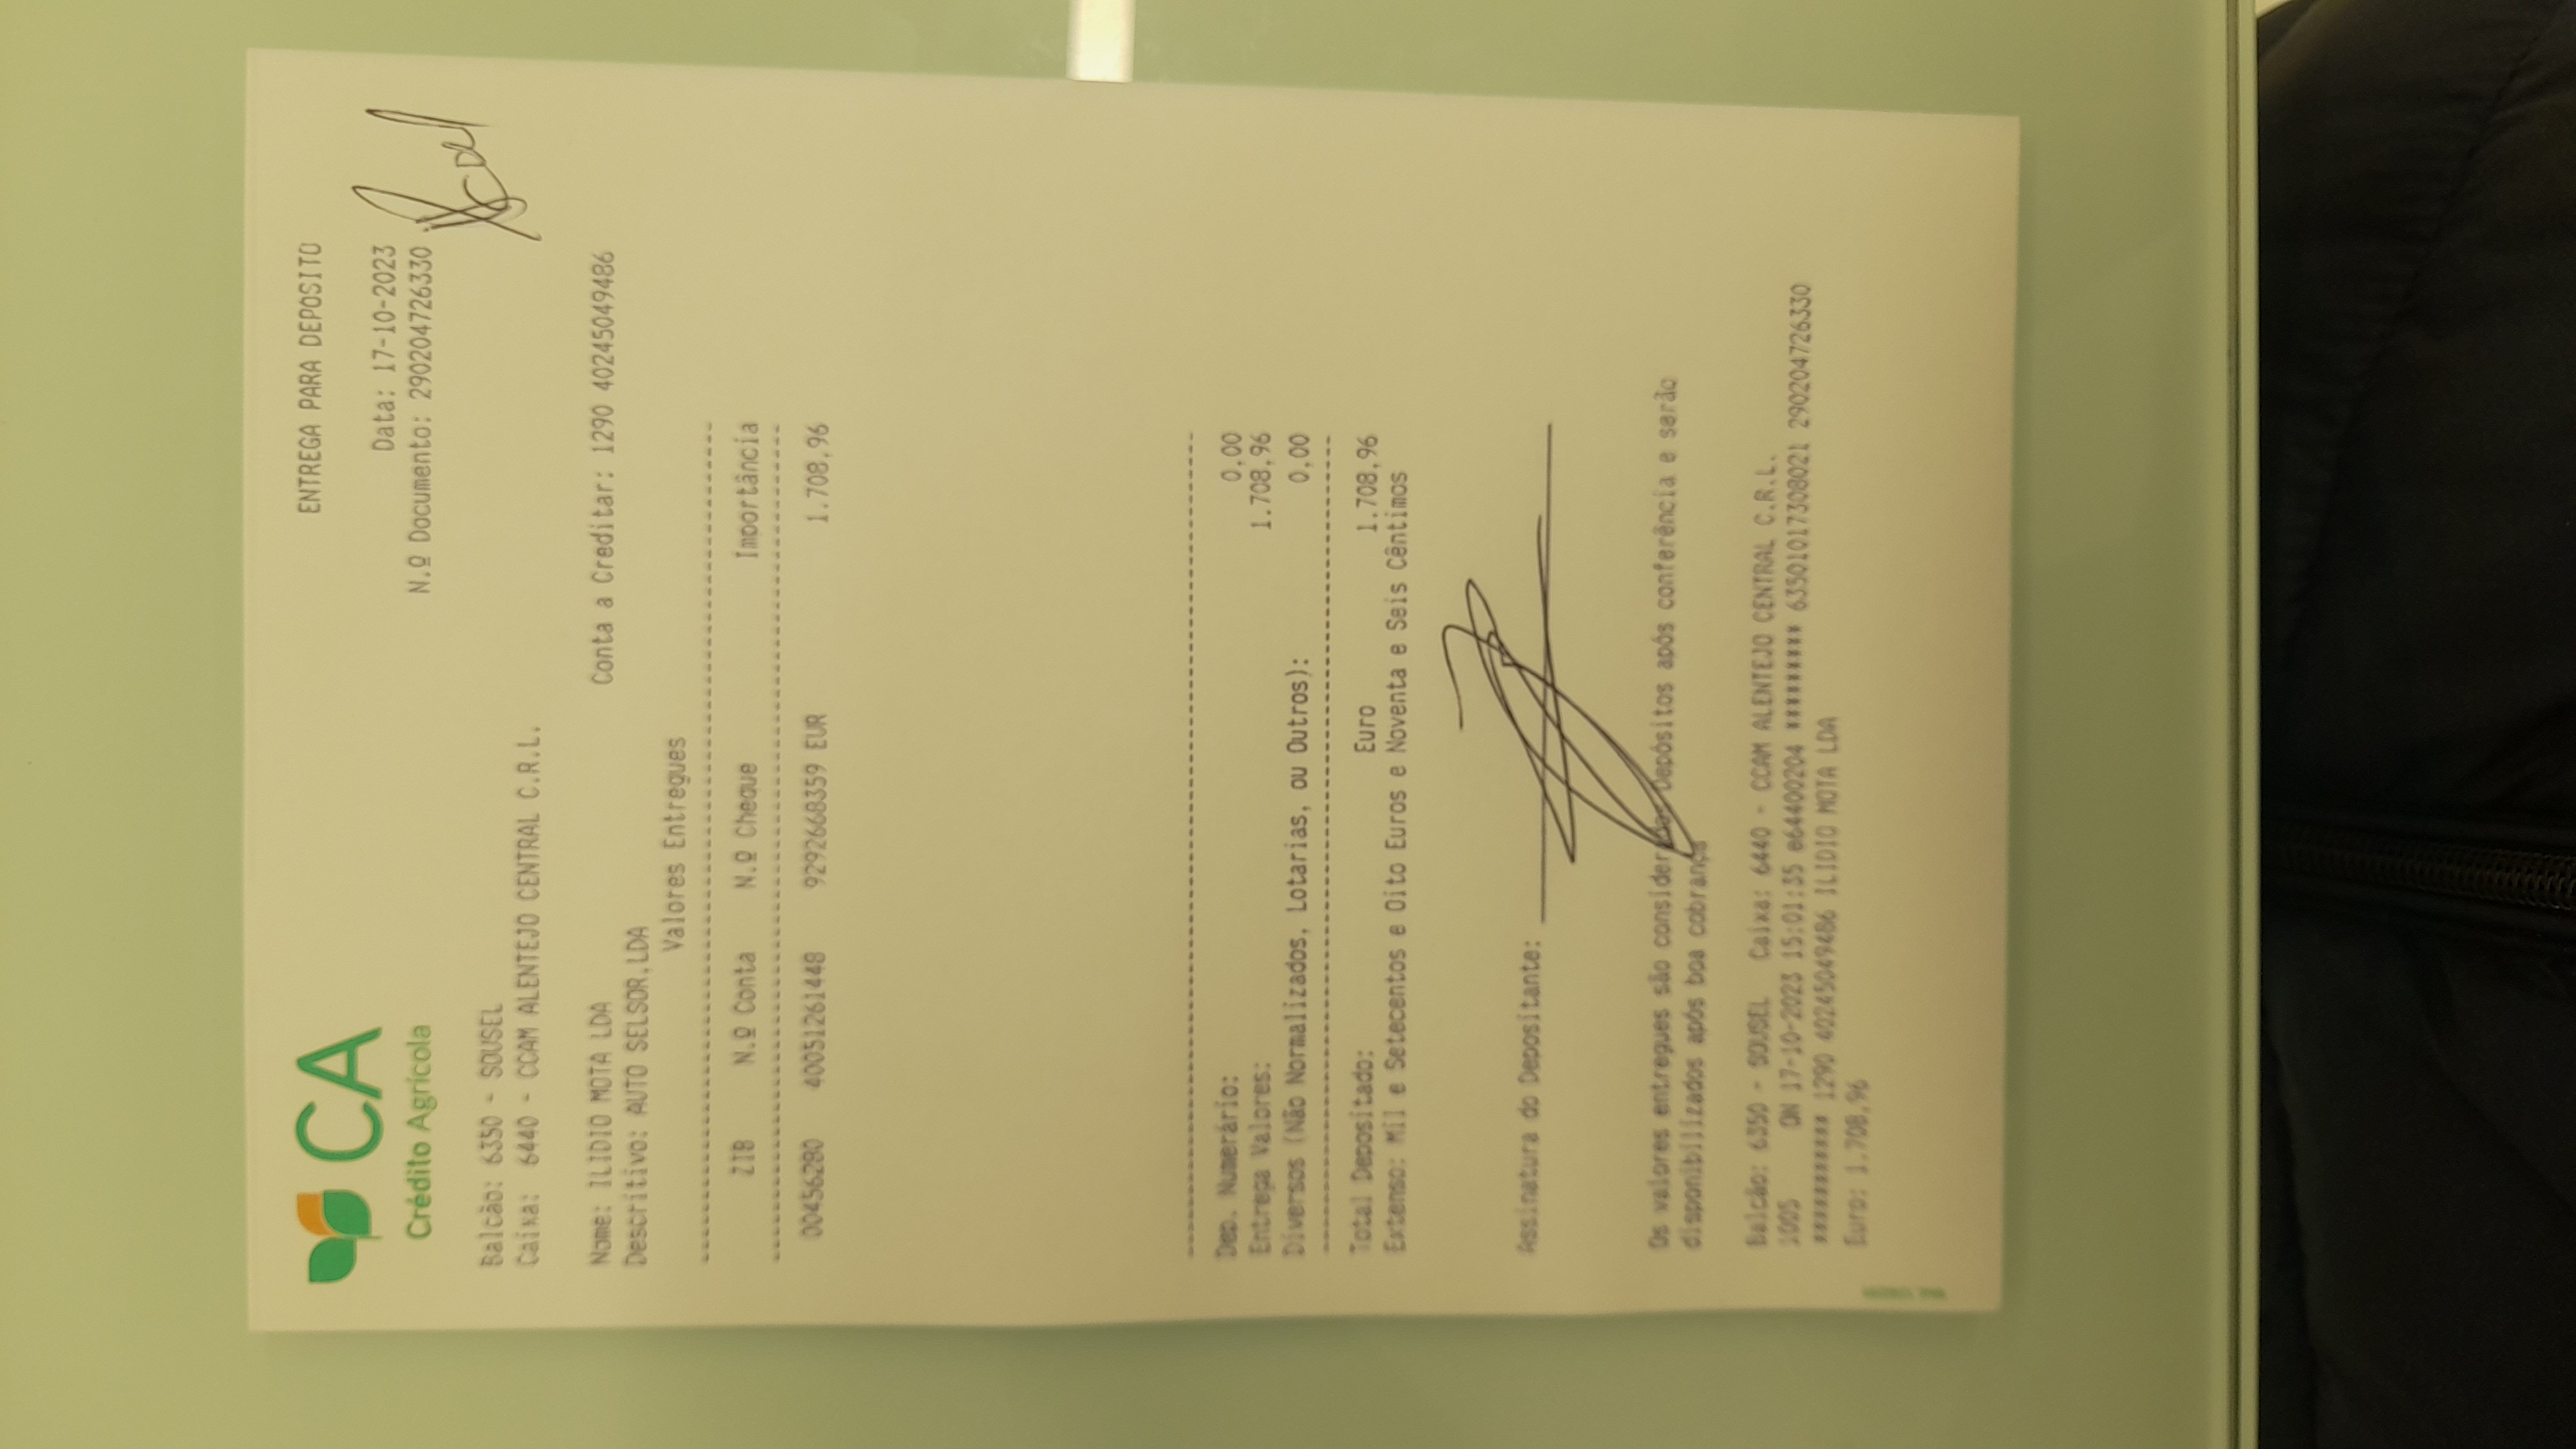 CA
Crédito Agrícola
ENTREGA PARA DEPOSITO
Data: 17-10-2023
N.º Documento: 29020472633​0
Balcão: 6350 - SOUSEL
Caixa: 6440 - CCAM ALENTEJO CENTRAL C.R.L.
Nome: ILIDIO MOTA LDA Conta a Creditar: 1290 40245049486
Descritivo: AUTO SELSOR,LDA
Valores Entregues
ZIB N.º Conta N.º Cheque Importância
00456280 40051261448 9292668359 EUR 1.708,96
Dep. Numerário: 0,00
Entrega Valores: 1.708,96
Diversos (Não Normalizados, Lotarias, ou Outros): 0,00
Total Depositado: Euro 1.708,96
Extenso: Mil e Setecentos e Oito Euros e Noventa e Seis Cêntimos
Assinatura do Depositante:
Os valores entregues são considerados Depósitos após conferência e serão
disponibilizados após boa cobrança
Balcão: 6350 - SOUSEL Caixa: 6440 - CCAM ALENTEJO CENTRAL C.R.L.
1005 ON 17-10-2023 15:01:35 e64400204 ******** 63501017308021 290204726330
********** 1290 40245049486 ILIDIO MOTA LDA
Euro: 1.708,96